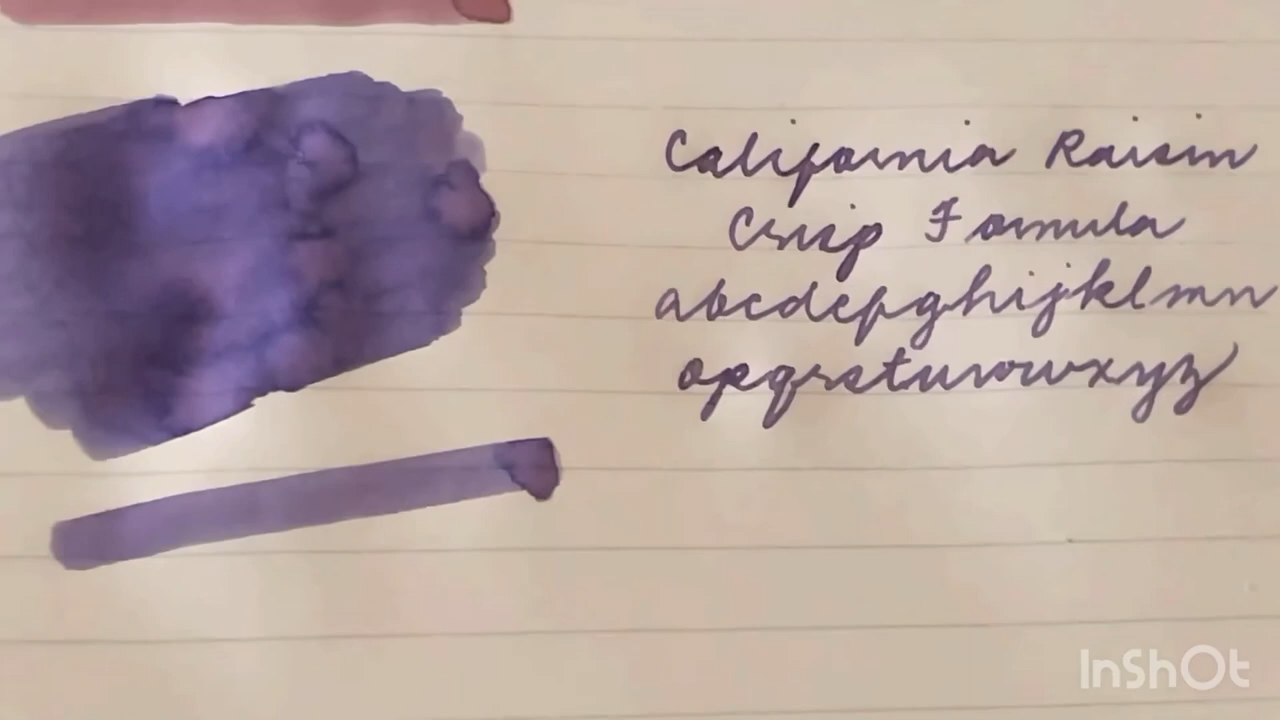 California Raisin
Crisp Formula
abcdefghijklmn
opqrstuvwxyz
InShOt